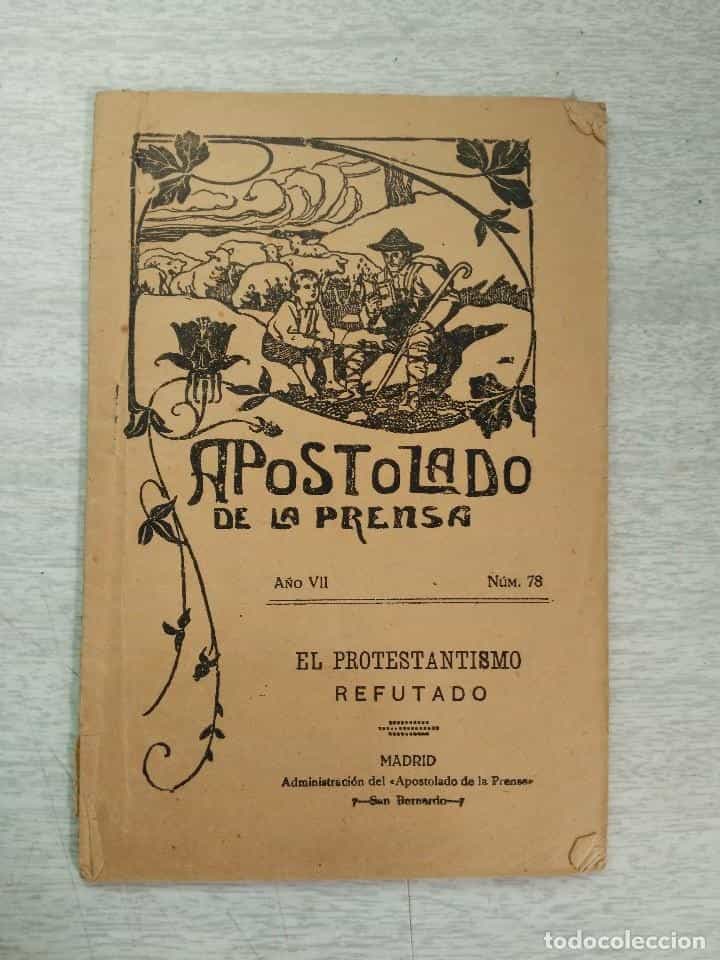 APOSTOLADO
DE LA PRENSA
AÑO VII NÚM. 78
EL PROTESTANTISMO
REFUTADO
MADRID
Administración del «Apostolado de la Prensa»
7—San Bernardo—7
todocoleccion